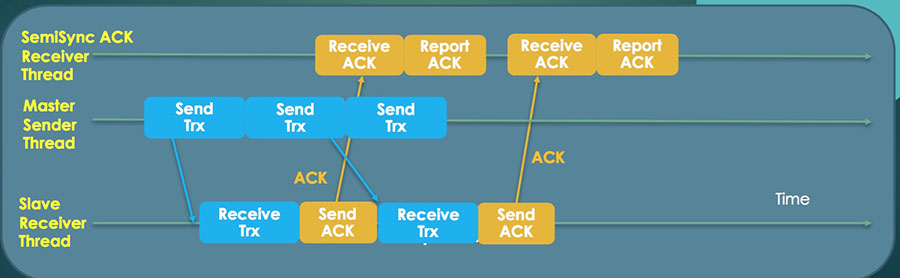 SemiSync ACK
Receiver
Thread
Receive
ACK
Report
ACK
Receive
ACK
Report
ACK
Master
Sender
Thread
Send
Trx
Send
Trx
Send
Trx
ACK
ACK
Slave
Receiver
Thread
Receive
Trx
Send
ACK
Receive
Trx
Send
ACK
Time